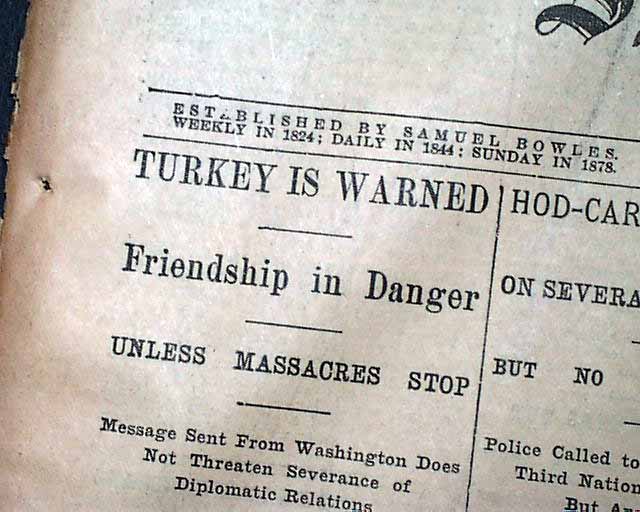 ESTABLISHED BY SAMUEL BOWLES.
WEEKLY IN 1824; DAILY IN 1844; SUNDAY IN 1878.
TURKEY IS WARNED
Friendship in Danger
UNLESS MASSACRES STOP
Message Sent From Washington Does
Not Threaten Severance of
Diplomatic Relations
HOD-CAR
ON SEVERA
BUT NO
Police Called to
Third Nation
But Ar